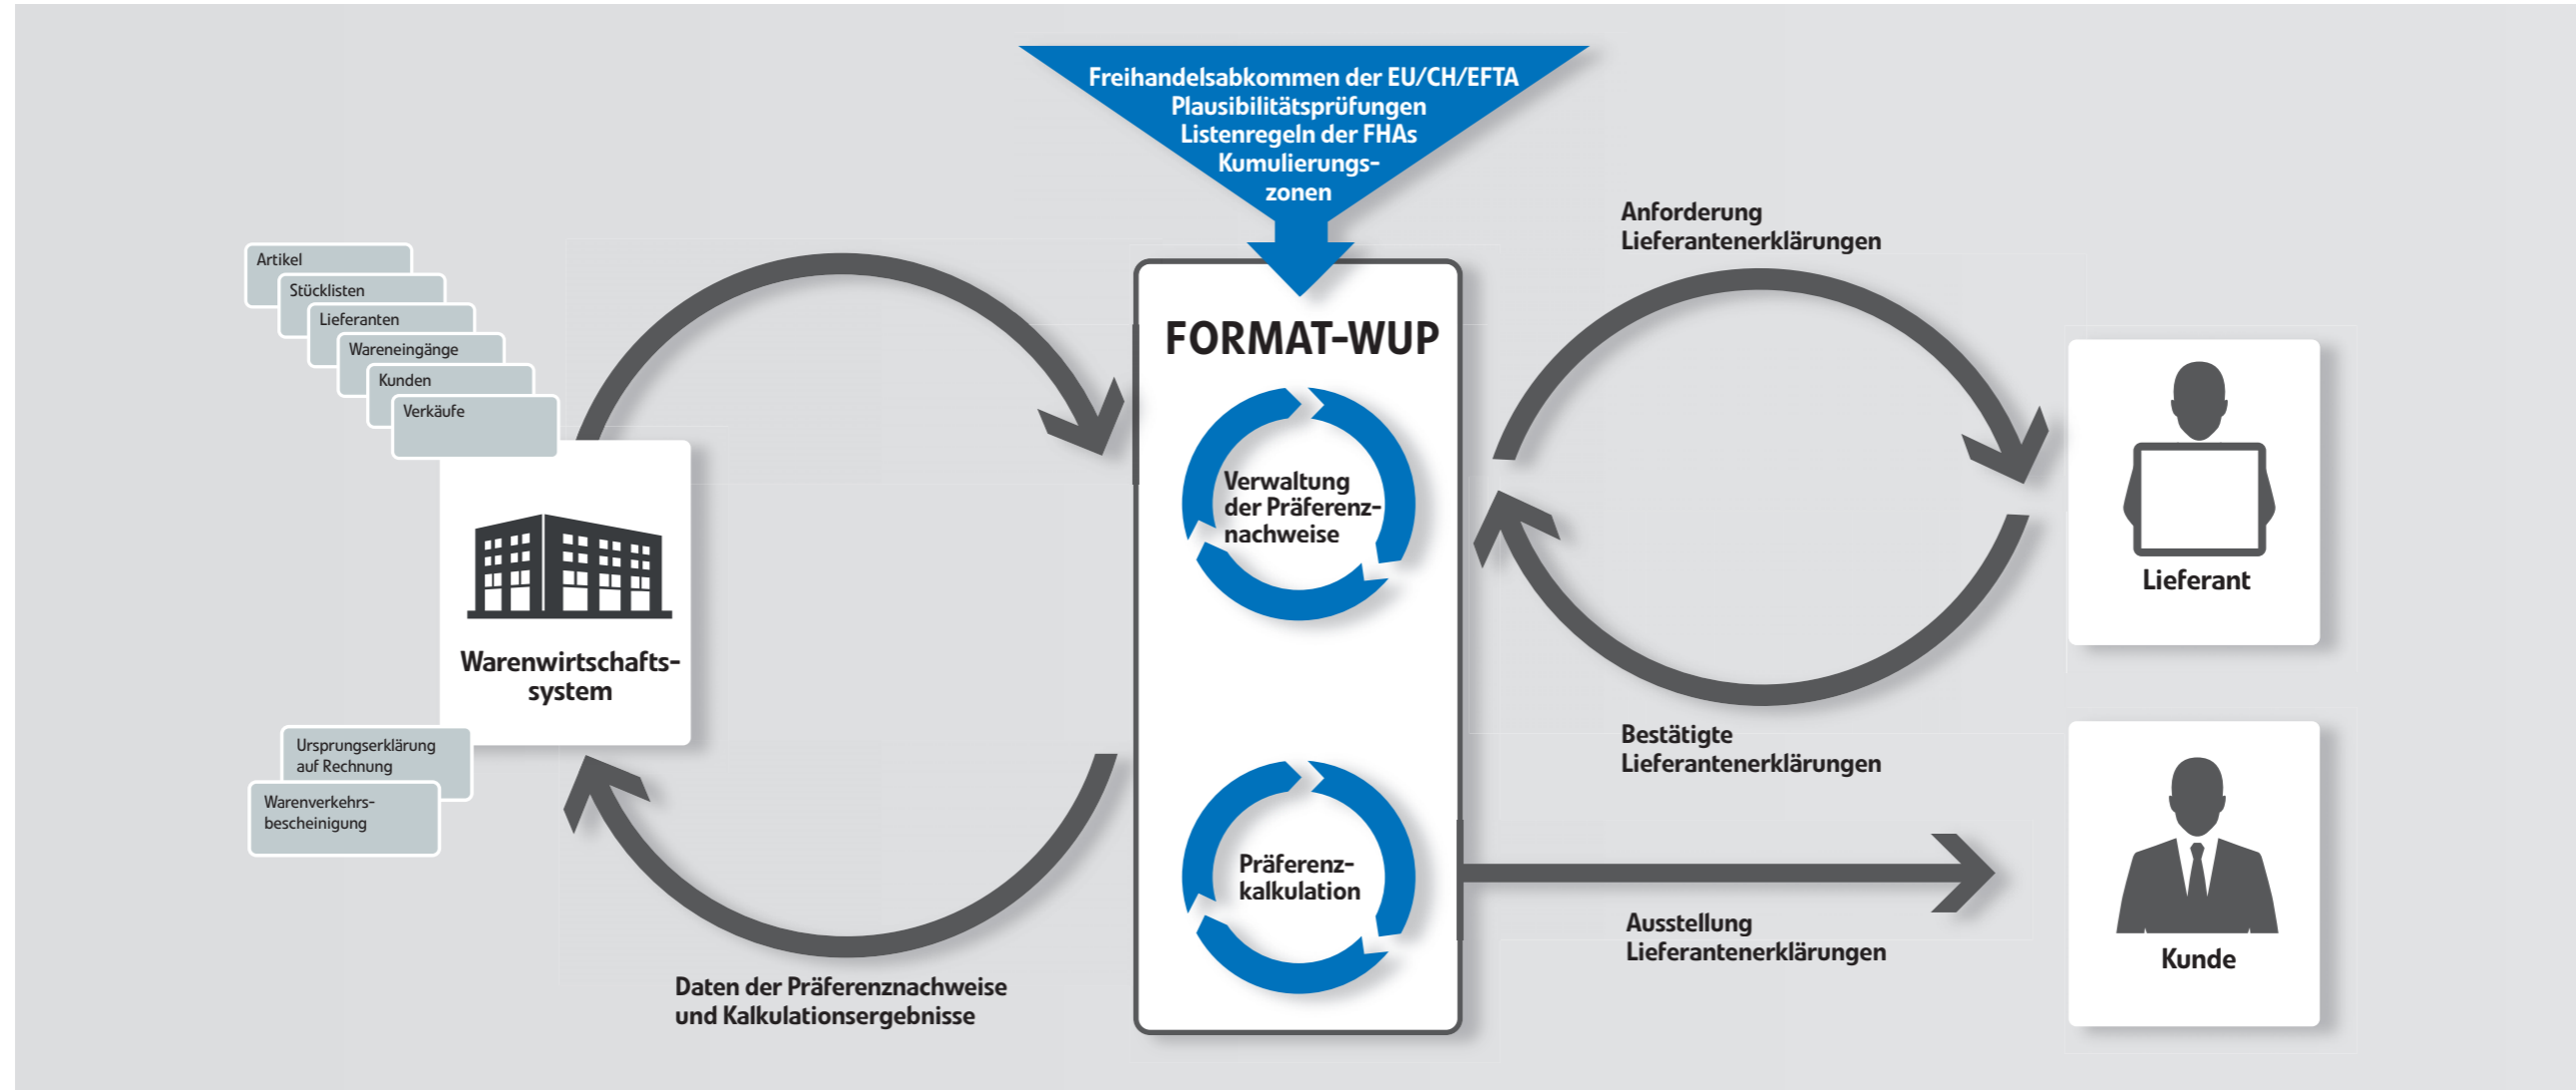 Freihandelsabkommen der EU/CH/EFTA
Plausibilitätsprüfungen
Listenregeln der FHAs
Kumulierungs-
zonen
Artikel
Stücklisten
Lieferanten
Wareneingänge
Kunden
Verkäufe
Warenwirtschafts-
system
Ursprungserklärung
auf Rechnung
Warenverkehrs-
bescheinigung
Daten der Präferenznachweise
und Kalkulationsergebnisse
FORMAT-WUP
Verwaltung
der Präferenz-
nachweise
Präferenz-
kalkulation
Anforderung
Lieferantenerklärungen
Lieferant
Bestätigte
Lieferantenerklärungen
Ausstellung
Lieferantenerklärungen
Kunde